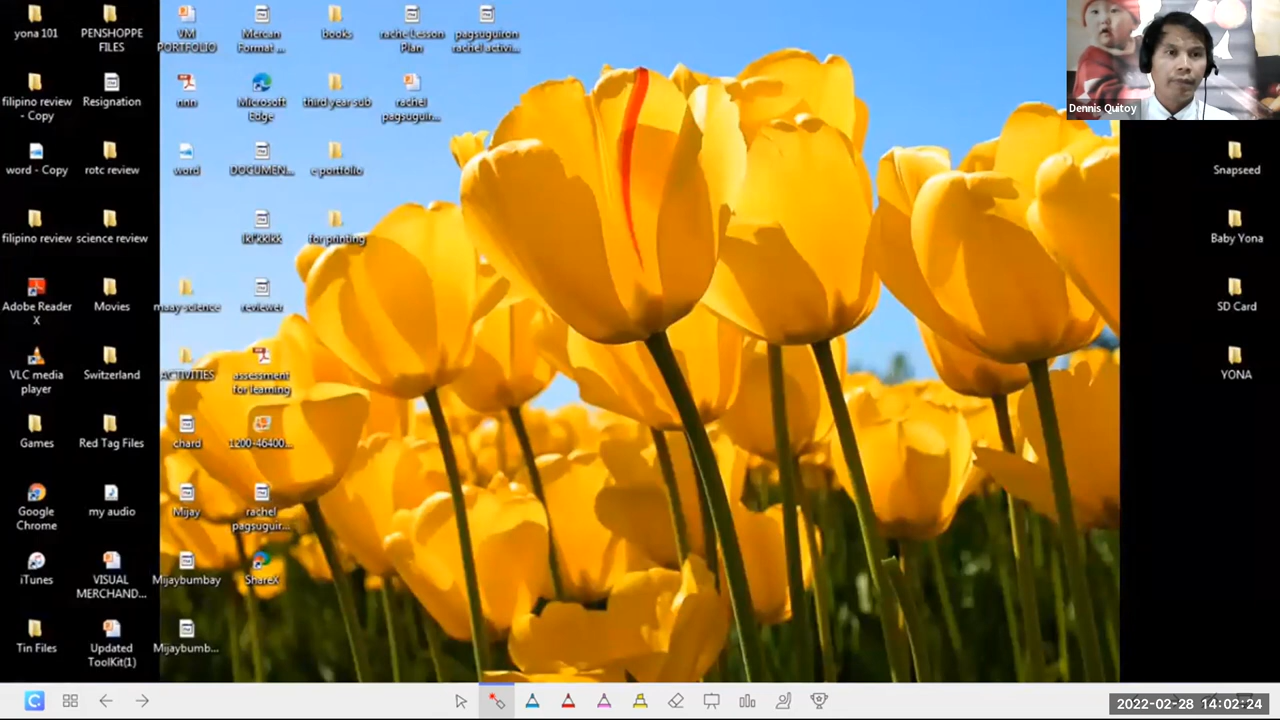 yona 101
PENSHOPPE
FILES
VM
PORTFOLIO
Mercan
Format ...
books
rache Lesson
Plan
pagsuguiron
rachel activi...
Dennis Quitoy
filipino review
- Copy
Resignation
nnn
Microsoft
Edge
third year sub
rachel
pagsuguir...
word - Copy
rotc review
word
DOCUMEN...
e portfolio
Snapseed
filipino review
science review
for printing
Baby Yona
Adobe Reader
X
Movies
maay science
reviewer
SD Card
VLC media
player
Switzerland
ACTIVITIES
assessment
for learning
YONA
Games
Red Tag Files
chard
1200-46400...
Google
Chrome
my audio
Mijay
rachel
pagsuguir...
iTunes
VISUAL
MERCHAND...
Mijaybumbay
ShareX
Tin Files
Updated
ToolKit(1)
Mijaybumb...
2022-02-28 14:02:24